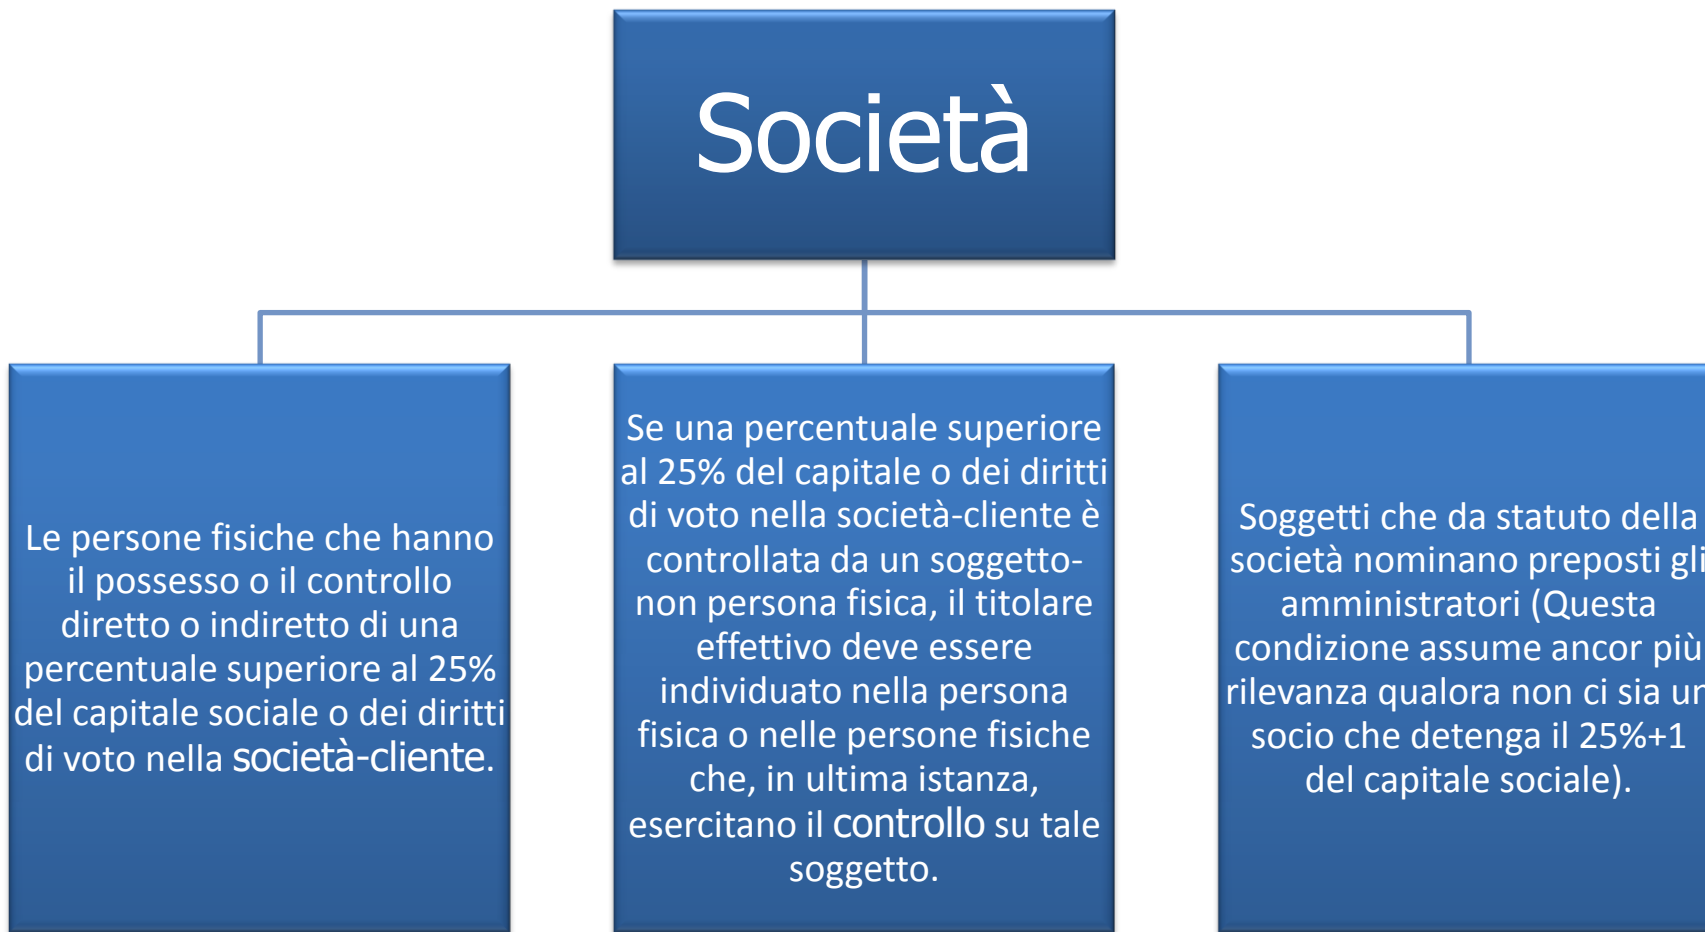 Società
Le persone fisiche che hanno
il possesso o il controllo
diretto o indiretto di una
percentuale superiore al 25%
del capitale sociale o dei diritti
di voto nella società-cliente.
Se una percentuale superiore
al 25% del capitale o dei diritti
di voto nella società-cliente è
controllata da un soggetto-
non persona fisica, il titolare
effettivo deve essere
individuato nella persona
fisica o nelle persone fisiche
che, in ultima istanza,
esercitano il controllo su tale
soggetto.
Soggetti che da statuto della
società nominano preposti gli
amministratori (Questa
condizione assume ancor più
rilevanza qualora non ci sia un
socio che detenga il 25%+1
del capitale sociale).